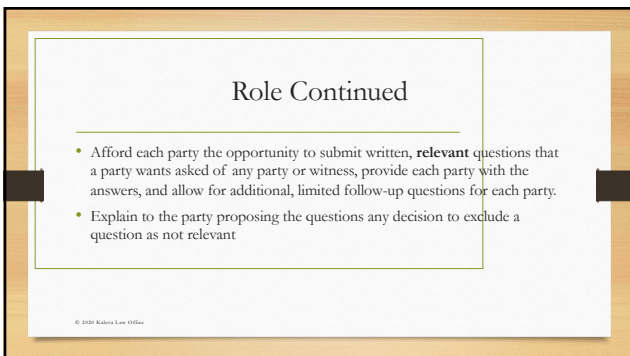 Role Continued
• Afford each party the opportunity to submit written, relevant questions that
a party wants asked of any party or witness, provide each party with the
answers, and allow for additional, limited follow-up questions for each party.
• Explain to the party proposing the questions any decision to exclude a
question as not relevant
© 2020 Kaleva Law Office